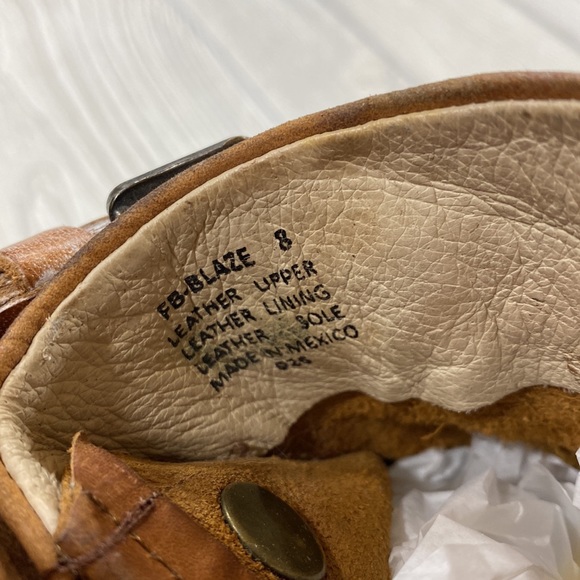 FB BLAZE 8
LEATHER UPPER
LEATHER LINING
LEATHER SOLE
MADE IN MEXICO